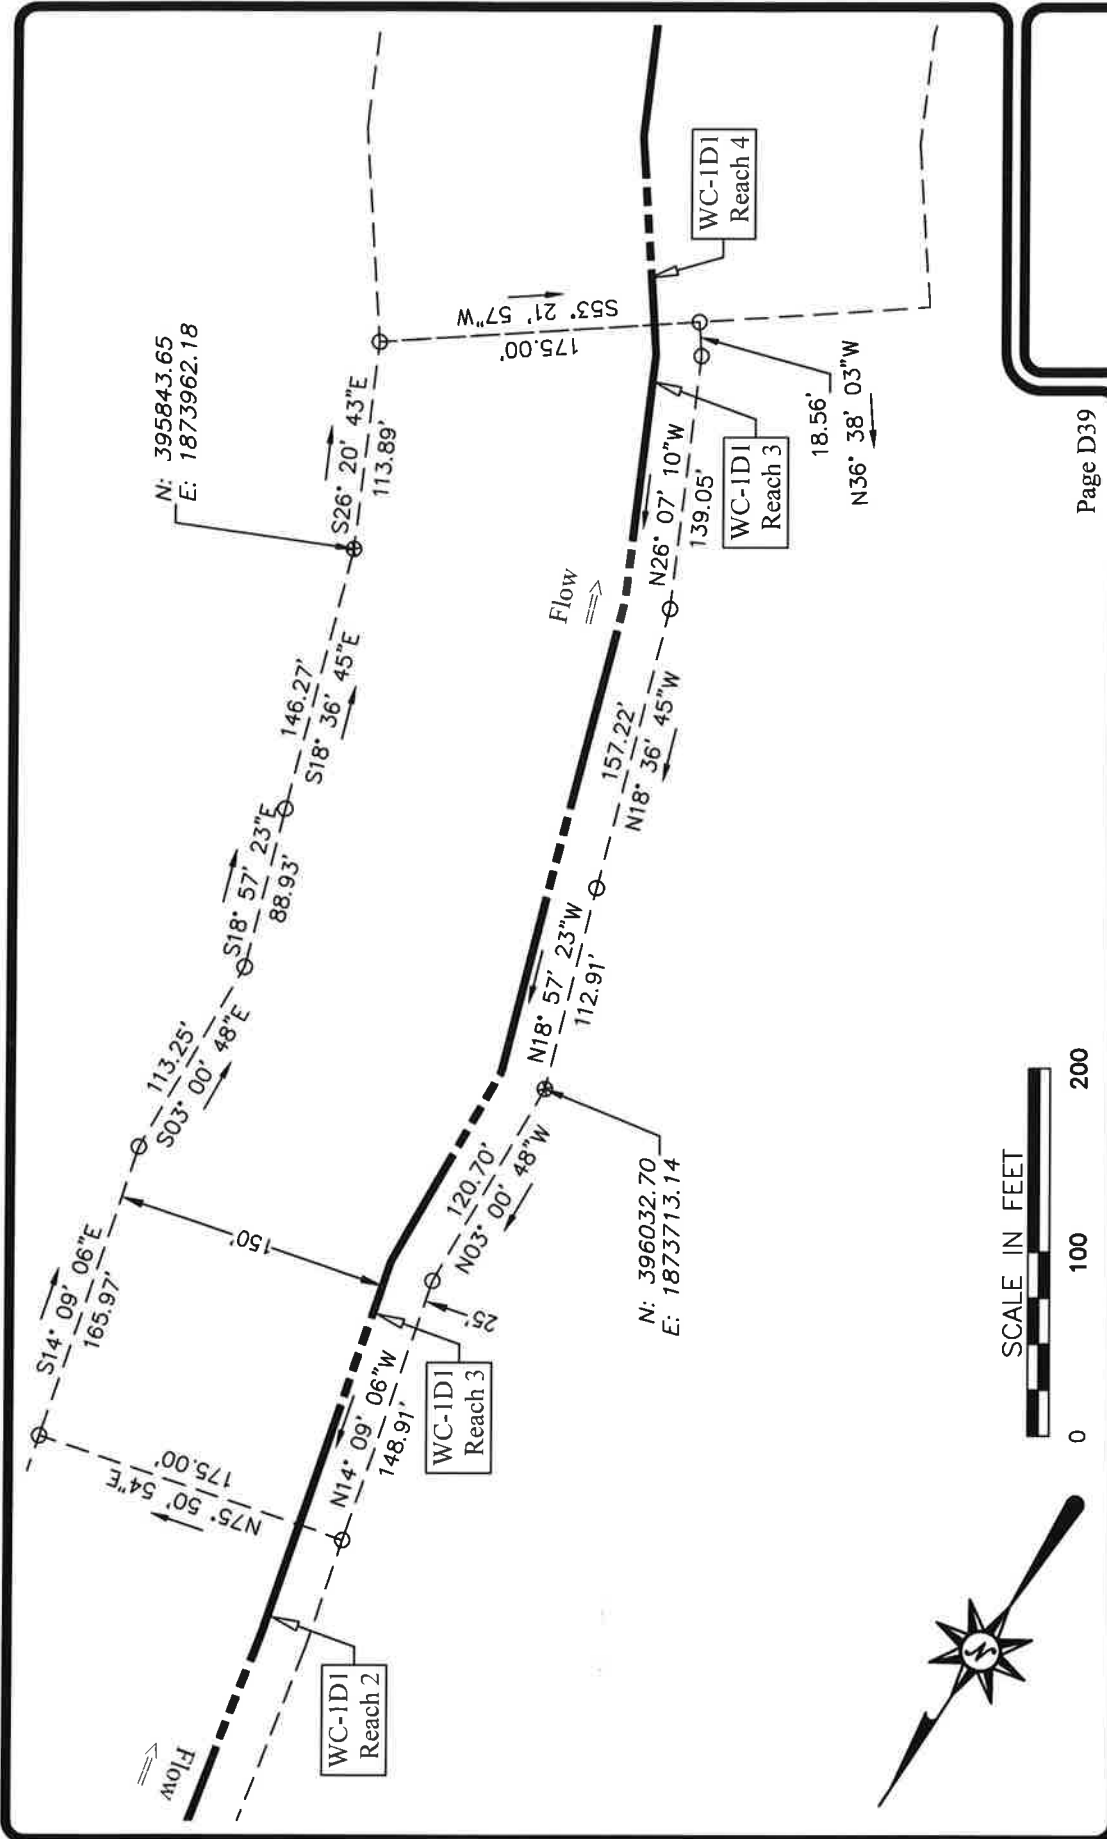 Flow
WC-1D1
Reach 2
N75° 50' 54"E
175.00'
S14° 09' 06"E
165.97'
150'
N14° 09' 06"W
148.91'
WC-1D1
Reach 3
25'
113.25'
S03° 00' 48"E
120.70'
N03° 00' 48"W
N: 396032.70
E: 1873713.14
S18° 57' 23"E
88.93'
N18° 57' 23"W
112.91'
146.27'
S18° 36' 45"E
157.22'
N18° 36' 45"W
Flow
N: 395843.65
E: 1873962.18
S26° 20' 43"E
113.89'
N26° 07' 10"W
139.05'
WC-1D1
Reach 3
S53° 21' 57"W
175.00'
18.56'
N36° 38' 03"W
WC-1D1
Reach 4
N
SCALE IN FEET
0 100 200
Page D39